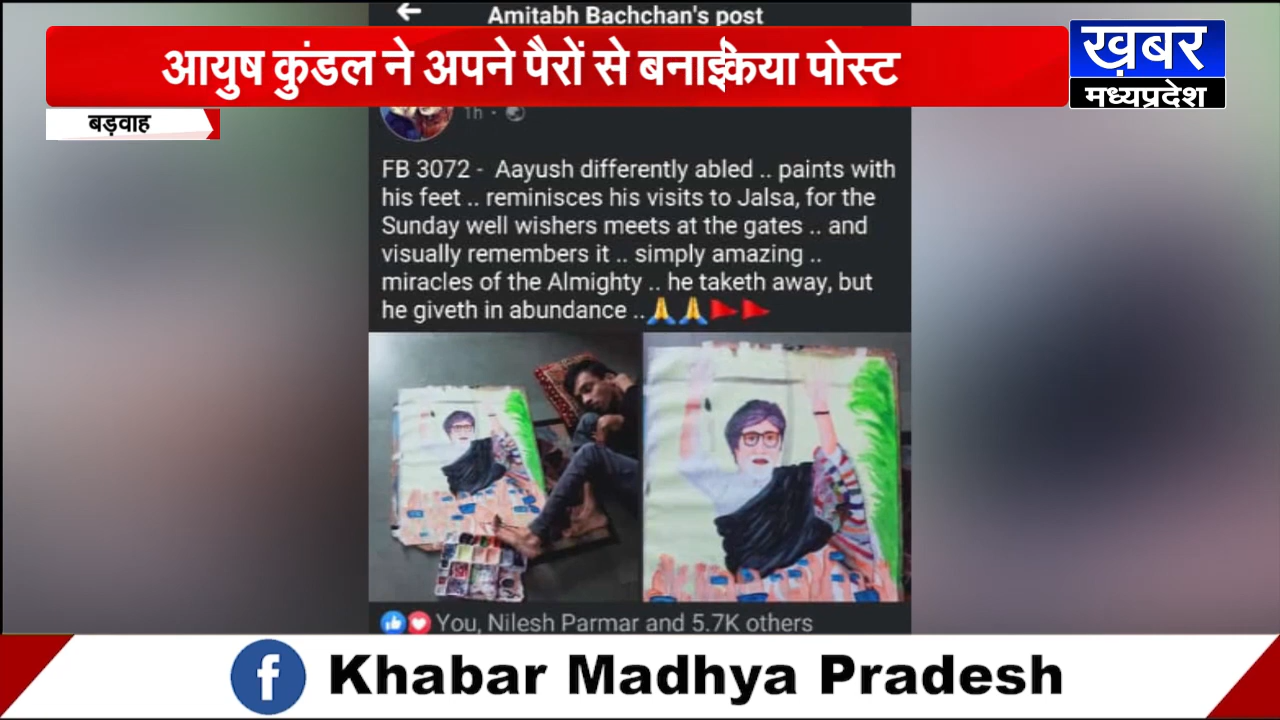 Amitabh Bachchan's post
आयुष कुंडल ने अपने पैरों से बनाई किया पोस्ट
ख़बर
मध्यप्रदेश
बड़वाह
1h
FB 3072 - Aayush differently abled .. paints with
his feet .. reminisces his visits to Jalsa, for the
Sunday well wishers meets at the gates .. and
visually remembers it .. simply amazing ..
miracles of the Almighty .. he taketh away, but
he giveth in abundance ..🙏🙏🚩🚩
You, Nilesh Parmar and 5.7K others
Khabar Madhya Pradesh